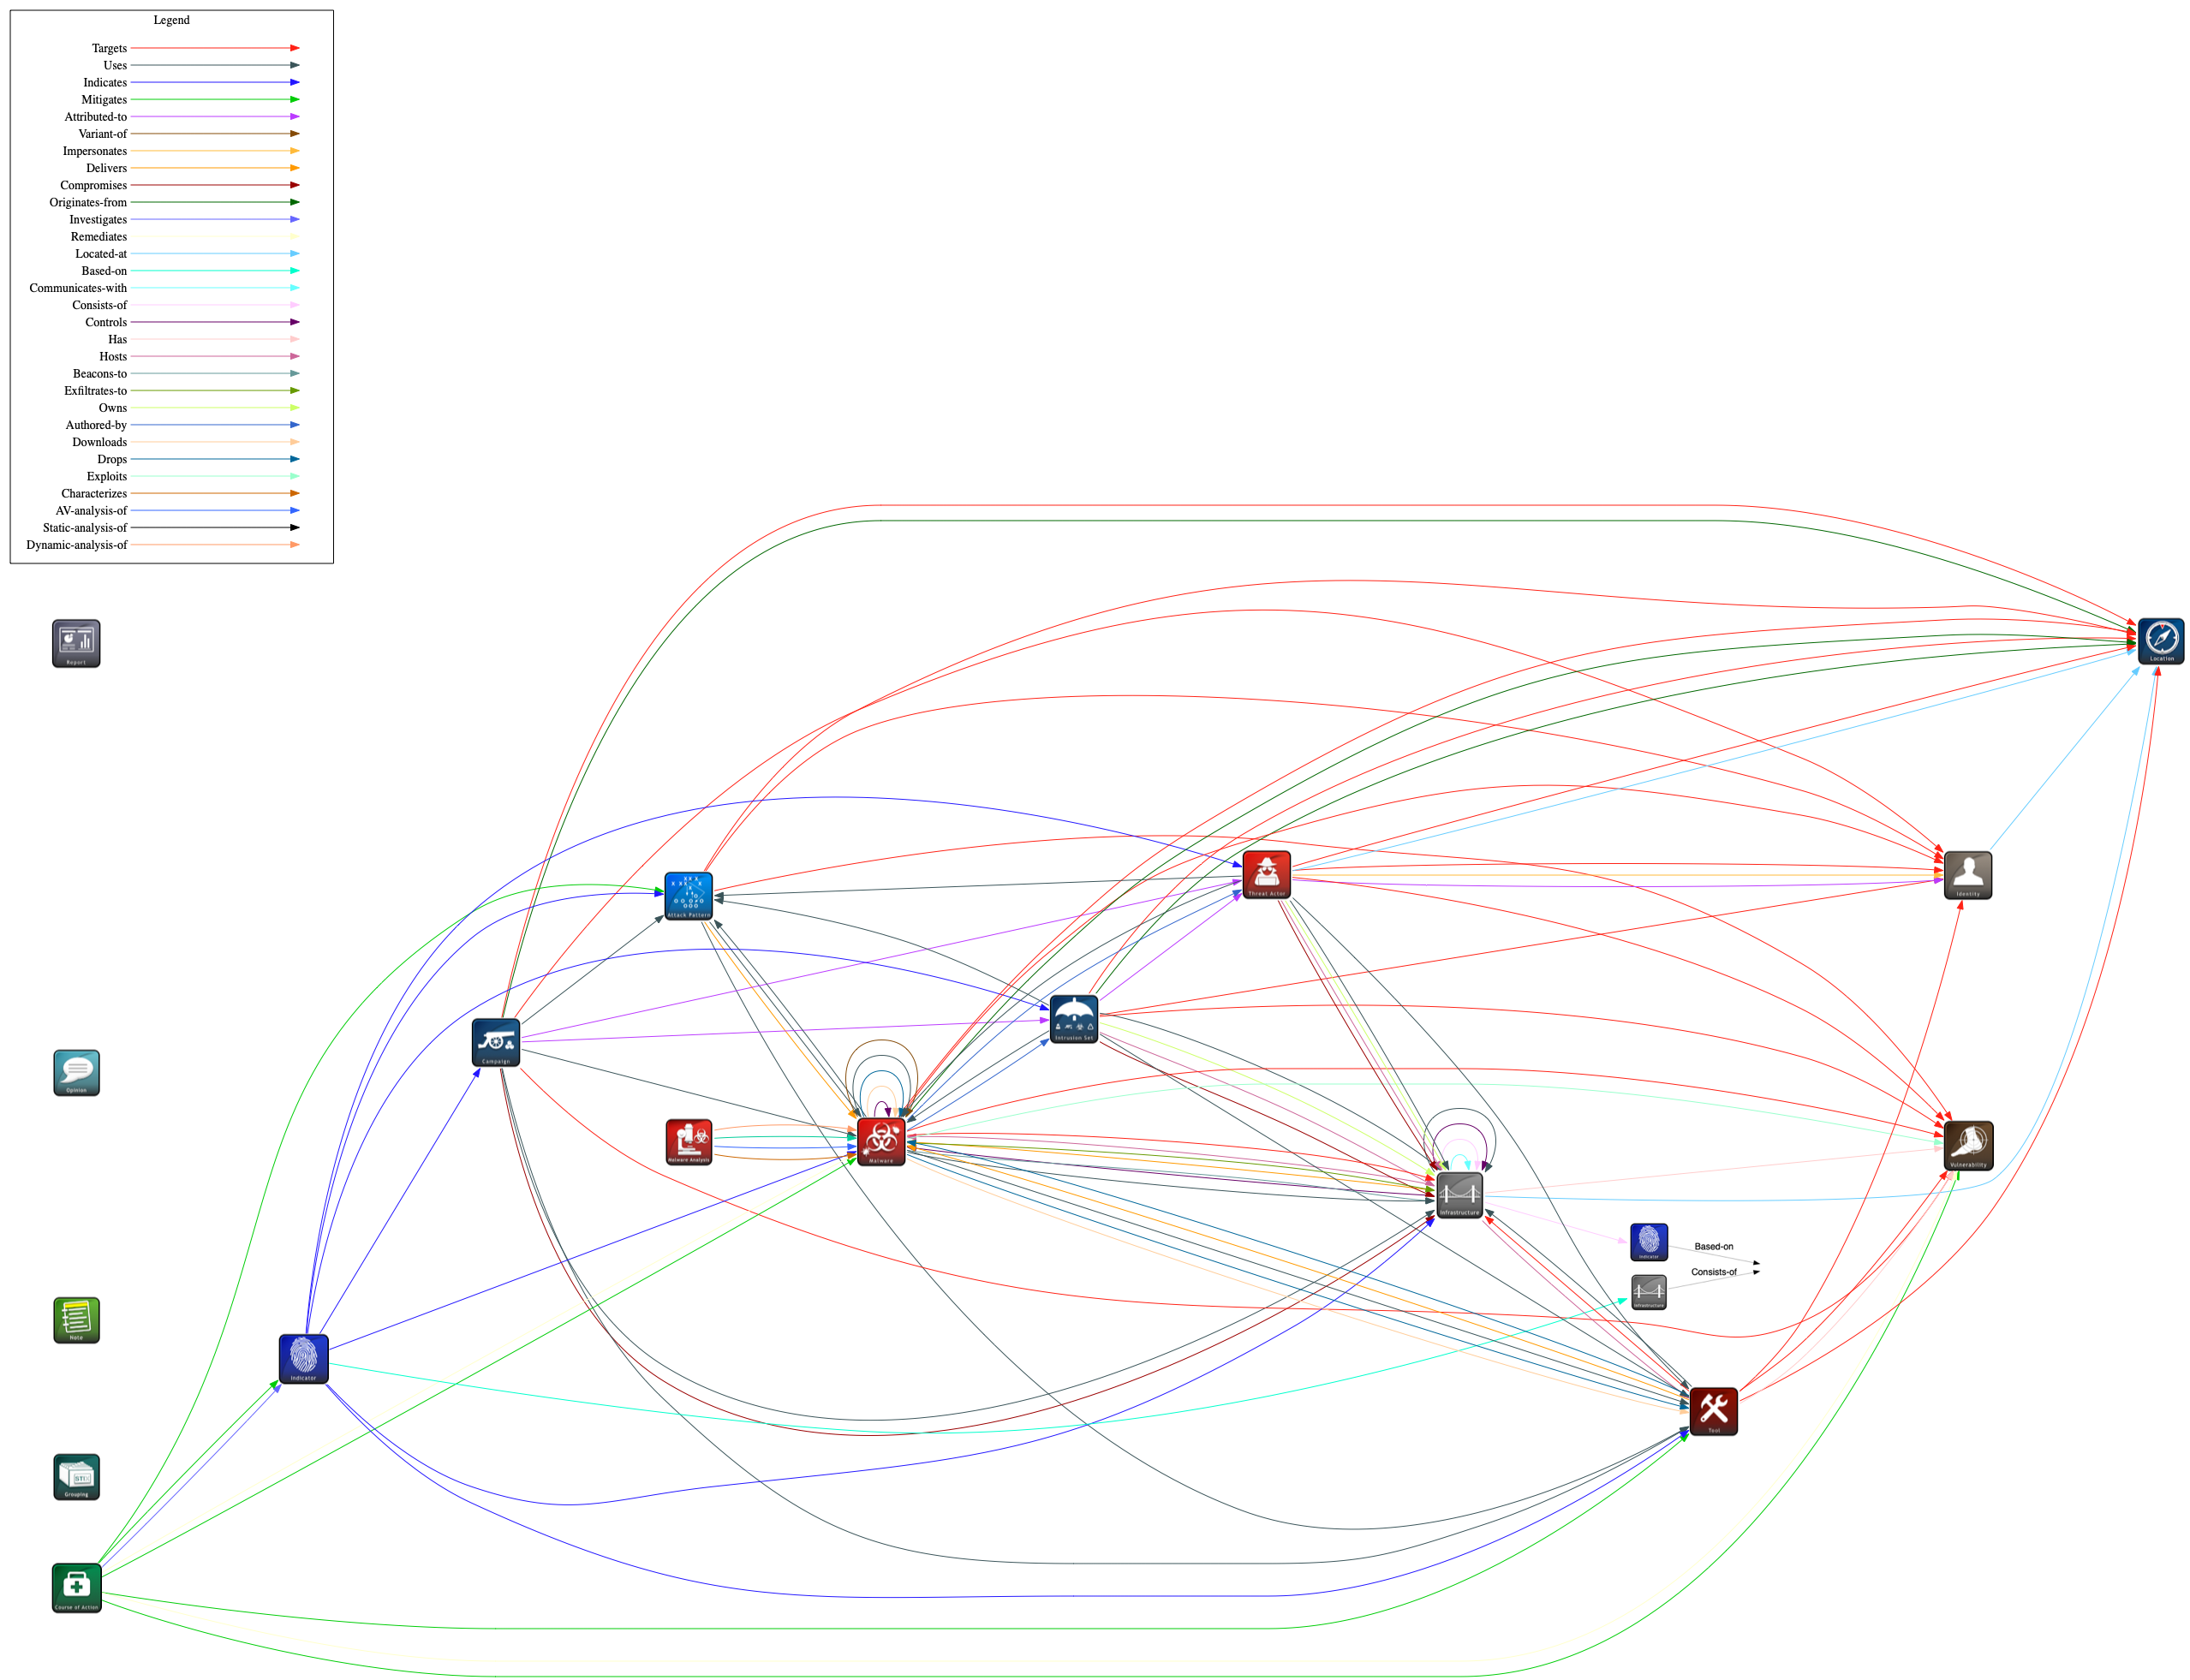 Legend
Targets
Uses
Indicates
Mitigates
Attributed-to
Variant-of
Impersonates
Delivers
Compromises
Originates-from
Investigates
Remediates
Located-at
Based-on
Communicates-with
Consists-of
Controls
Has
Hosts
Beacons-to
Exfiltrates-to
Owns
Authored-by
Downloads
Drops
Exploits
Characterizes
AV-analysis-of
Static-analysis-of
Dynamic-analysis-of
Report
Location
Threat Actor
Identity
Attack Pattern
Intrusion Set
Campaign
Opinion
Malware Analysis
Malware
Vulnerability
Infrastructure
Indicator
Based-on
Consists-of
Infrastructure
Note
Indicator
Tool
STIX
Grouping
Course of Action